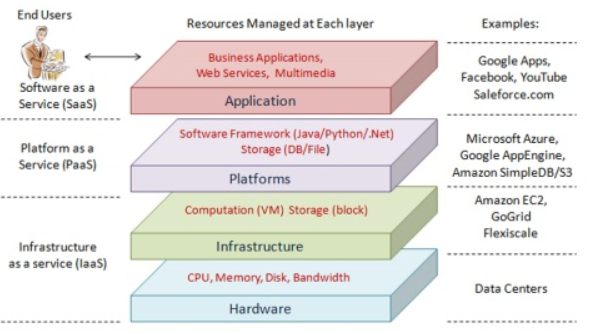 End Users
Resources Managed at Each layer
Examples:
Software as a
Service (SaaS)
Business Applications,
Web Services, Multimedia
Application
Google Apps,
Facebook, YouTube
Saleforce.com
Platform as a
Service (PaaS)
Software Framework (Java/Python/.Net)
Storage (DB/File)
Platforms
Microsoft Azure,
Google AppEngine,
Amazon SimpleDB/S3
Infrastructure
as a service (IaaS)
Computation (VM) Storage (block)
Infrastructure
Amazon EC2,
GoGrid
Flexiscale
CPU, Memory, Disk, Bandwidth
Hardware
Data Centers